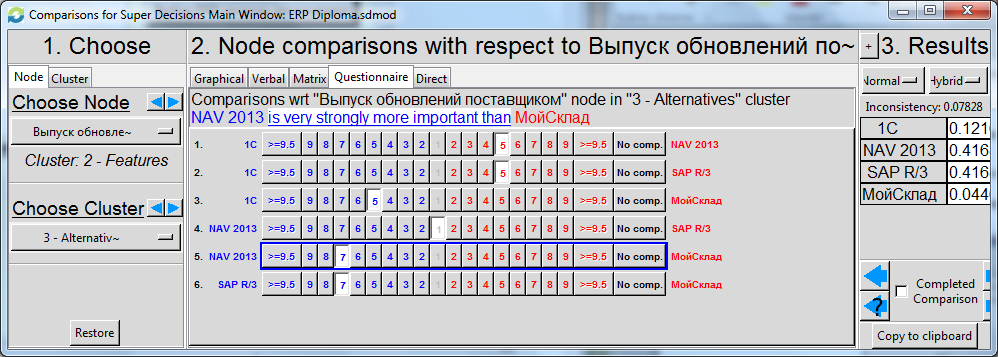 Comparisons for Super Decisions Main Window: ERP Diploma.sdmod
1. Choose
2. Node comparisons with respect to Выпуск обновлений по~
+ 3. Results
Node Cluster
Graphical Verbal Matrix Questionnaire Direct
Normal Hybrid
Choose Node
Выпуск обновле~
Cluster: 2 - Features
Choose Cluster
3 - Alternativ~
Restore
Comparisons wrt "Выпуск обновлений поставщиком" node in "3 - Alternatives" cluster
NAV 2013 is very strongly more important than МойСклад
1. 1C >=9.5 9 8 7 6 5 4 3 2 1 2 3 4 5 6 7 8 9 >=9.5 No comp. NAV 2013
2. 1C >=9.5 9 8 7 6 5 4 3 2 1 2 3 4 5 6 7 8 9 >=9.5 No comp. SAP R/3
3. 1C >=9.5 9 8 7 6 5 4 3 2 1 2 3 4 5 6 7 8 9 >=9.5 No comp. МойСклад
4. NAV 2013 >=9.5 9 8 7 6 5 4 3 2 1 2 3 4 5 6 7 8 9 >=9.5 No comp. SAP R/3
5. NAV 2013 >=9.5 9 8 7 6 5 4 3 2 1 2 3 4 5 6 7 8 9 >=9.5 No comp. МойСклад
6. SAP R/3 >=9.5 9 8 7 6 5 4 3 2 1 2 3 4 5 6 7 8 9 >=9.5 No comp. МойСклад
Inconsistency: 0.07828
1C 0.121
NAV 2013 0.416
SAP R/3 0.416
МойСклад 0.044
?
Completed
Comparison
Copy to clipboard